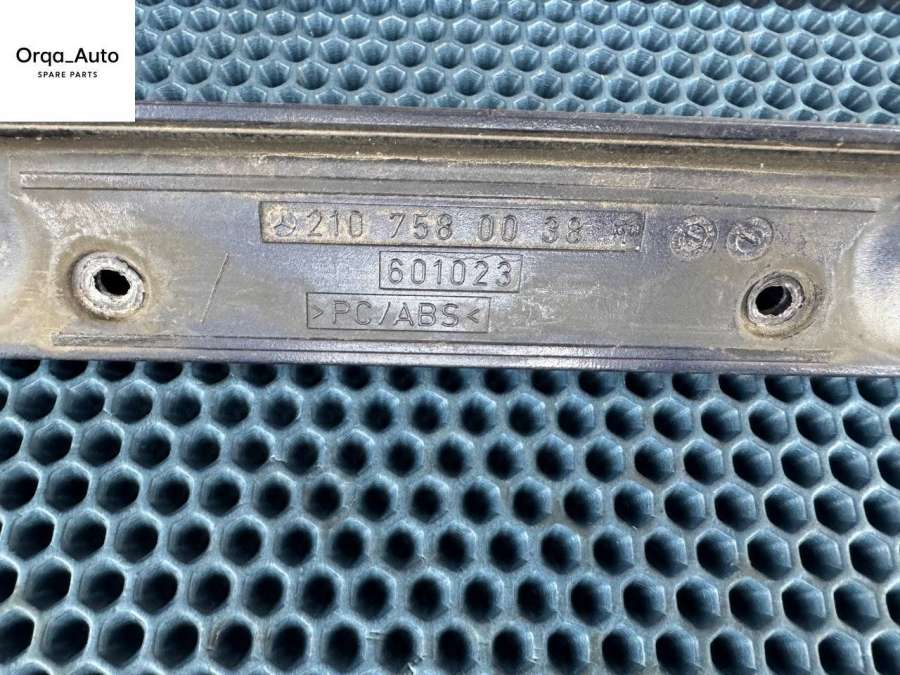 Orqa_Auto
SPARE PARTS
210 758 00 38
601023
>PC/ABS<